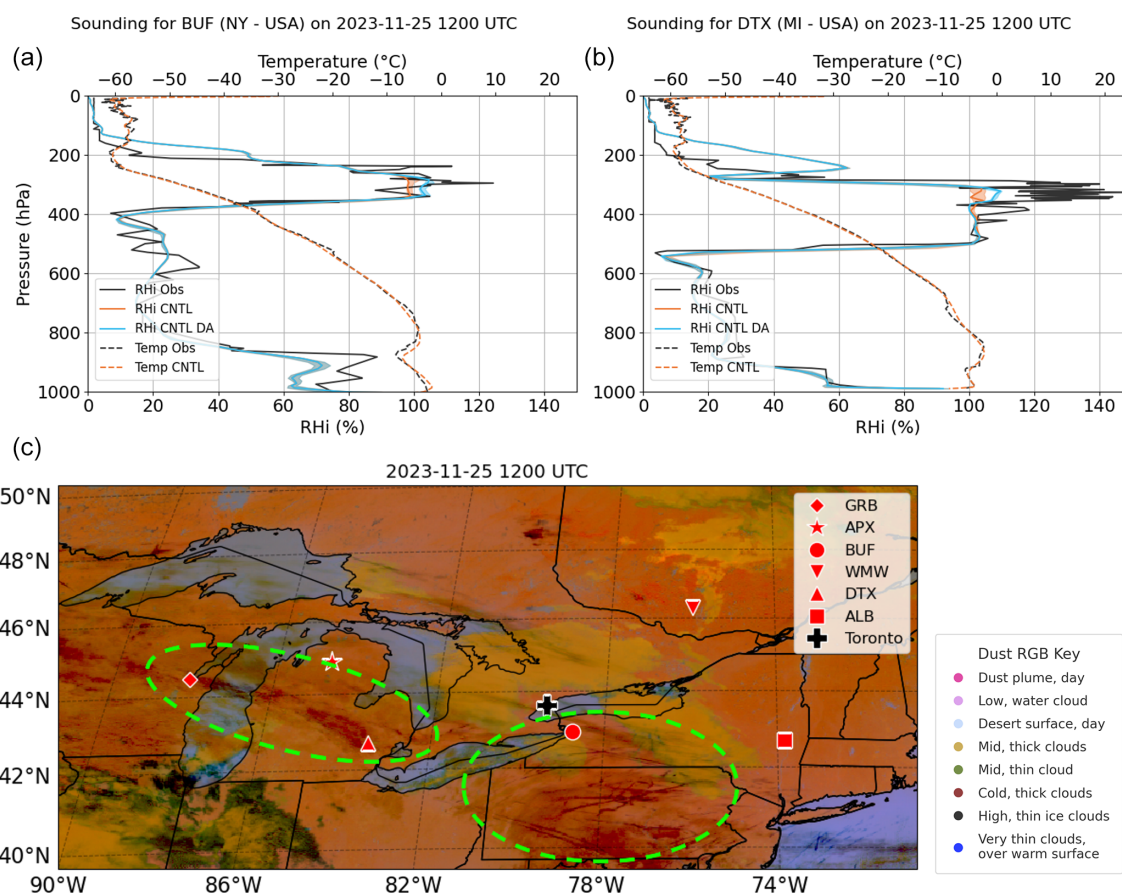 Sounding for BUF (NY - USA) on 2023-11-25 1200 UTC
Sounding for DTX (MI - USA) on 2023-11-25 1200 UTC
(a)
Temperature (°C)
−60 −50 −40 −30 −20 −10 0 10 20
0
200
400
600
800
1000
Pressure (hPa)
RHi Obs
RHi CNTL
RHi CNTL DA
Temp Obs
Temp CNTL
0 20 40 60 80 100 120 140
RHi (%)
(b)
Temperature (°C)
−60 −50 −40 −30 −20 −10 0 10 20
0
200
400
600
800
1000
RHi Obs
RHi CNTL
RHi CNTL DA
Temp Obs
Temp CNTL
0 20 40 60 80 100 120 140
RHi (%)
(c)
2023-11-25 1200 UTC
50°N
48°N
46°N
44°N
42°N
40°N
90°W 86°W 82°W 78°W 74°W
GRB
APX
BUF
WMW
DTX
ALB
Toronto
Dust RGB Key
Dust plume, day
Low, water cloud
Desert surface, day
Mid, thick clouds
Mid, thin cloud
Cold, thick clouds
High, thin ice clouds
Very thin clouds,
over warm surface